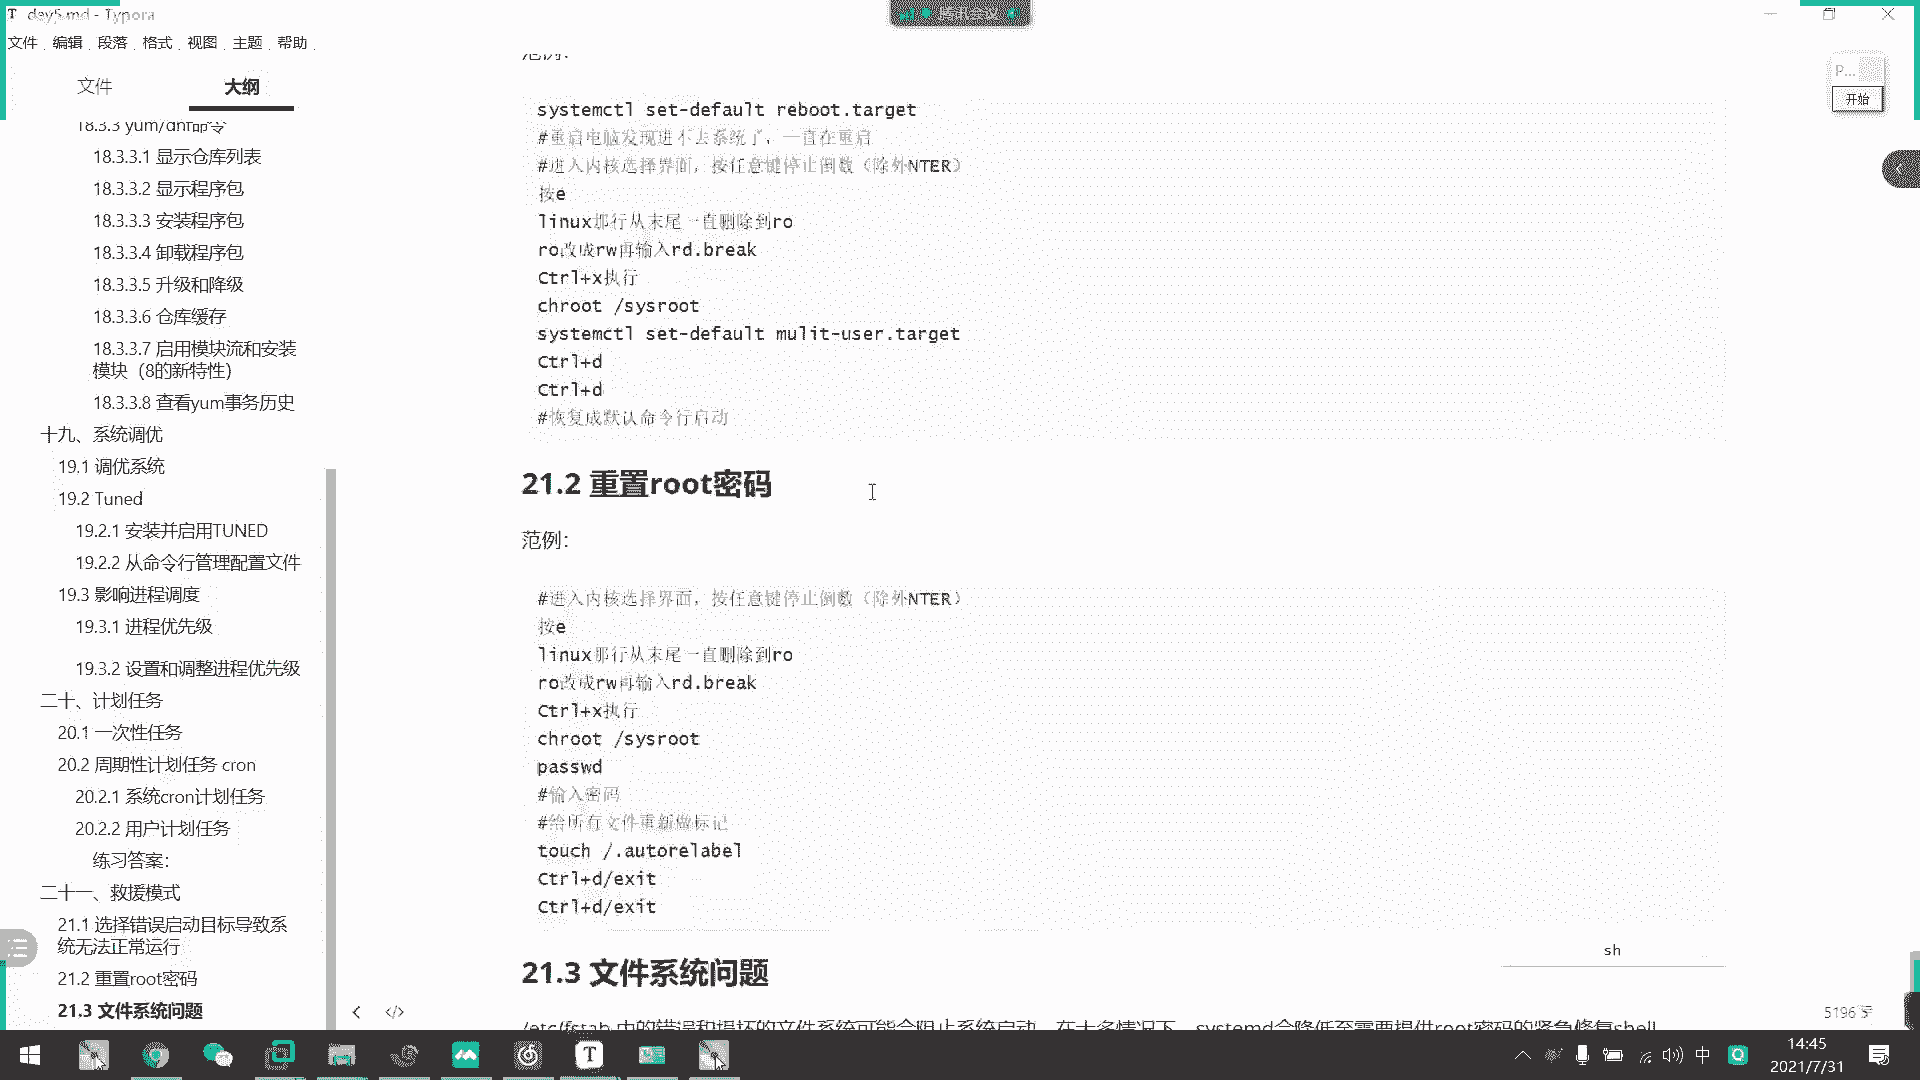 day5.md - Typora
腾讯会议
文件 编辑 段落 格式 视图 主题 帮助
文件 大纲
P...
开始
18.3.3 yum/dnf命令
18.3.3.1 显示仓库列表
18.3.3.2 显示程序包
18.3.3.3 安装程序包
18.3.3.4 卸载程序包
18.3.3.5 升级和降级
18.3.3.6 仓库缓存
18.3.3.7 启用模块流和安装
模块（8的新特性）
18.3.3.8 查看yum事务历史
十九、系统调优
19.1 调优系统
19.2 Tuned
19.2.1 安装并启用TUNED
19.2.2 从命令行管理配置文件
19.3 影响进程调度
19.3.1 进程优先级
19.3.2 设置和调整进程优先级
二十、计划任务
20.1 一次性任务
20.2 周期性计划任务 cron
20.2.1 系统cron计划任务
20.2.2 用户计划任务
练习答案：
二十一、救援模式
21.1 选择错误启动目标导致系
统无法正常运行
21.2 重置root密码
21.3 文件系统问题
范例：
systemctl set-default reboot.target
#重启电脑发现进不去系统了，一直在重启
#进入内核选择界面，按任意键停止倒数（除外NTER）
按e
linux那行从末尾一直删除到ro
ro改成rw再输入rd.break
Ctrl+x执行
chroot /sysroot
systemctl set-default mulit-user.target
Ctrl+d
Ctrl+d
#恢复成默认命令行启动
21.2 重置root密码
范例：
#进入内核选择界面，按任意键停止倒数（除外NTER）
按e
linux那行从末尾一直删除到ro
ro改成rw再输入rd.break
Ctrl+x执行
chroot /sysroot
passwd
#输入密码
#给所有文件重新做标记
touch /.autorelabel
Ctrl+d/exit
Ctrl+d/exit
sh
21.3 文件系统问题
/etc/fstab 中的错误和损坏的文件系统可能会阻止系统启动。在大多情况下，systemd会降低至需要提供root密码的紧急修复shell
5196 字
中
14:45
2021/7/31